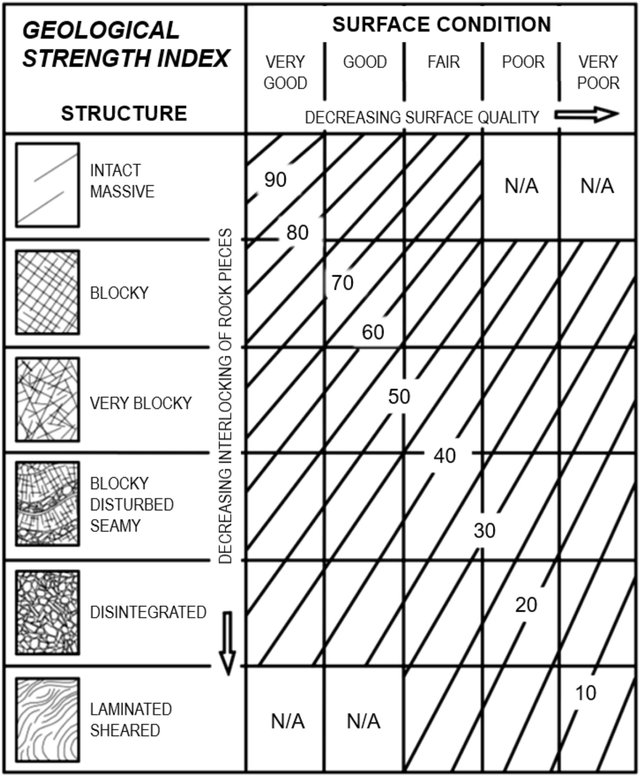 GEOLOGICAL
STRENGTH INDEX
STRUCTURE
SURFACE CONDITION
VERY
GOOD
GOOD
FAIR
POOR
VERY
POOR
DECREASING SURFACE QUALITY
DECREASING INTERLOCKING OF ROCK PIECES
INTACT
MASSIVE
90
N/A
N/A
80
BLOCKY
70
60
VERY BLOCKY
50
40
BLOCKY
DISTURBED
SEAMY
30
DISINTEGRATED
20
LAMINATED
SHEARED
N/A
N/A
10